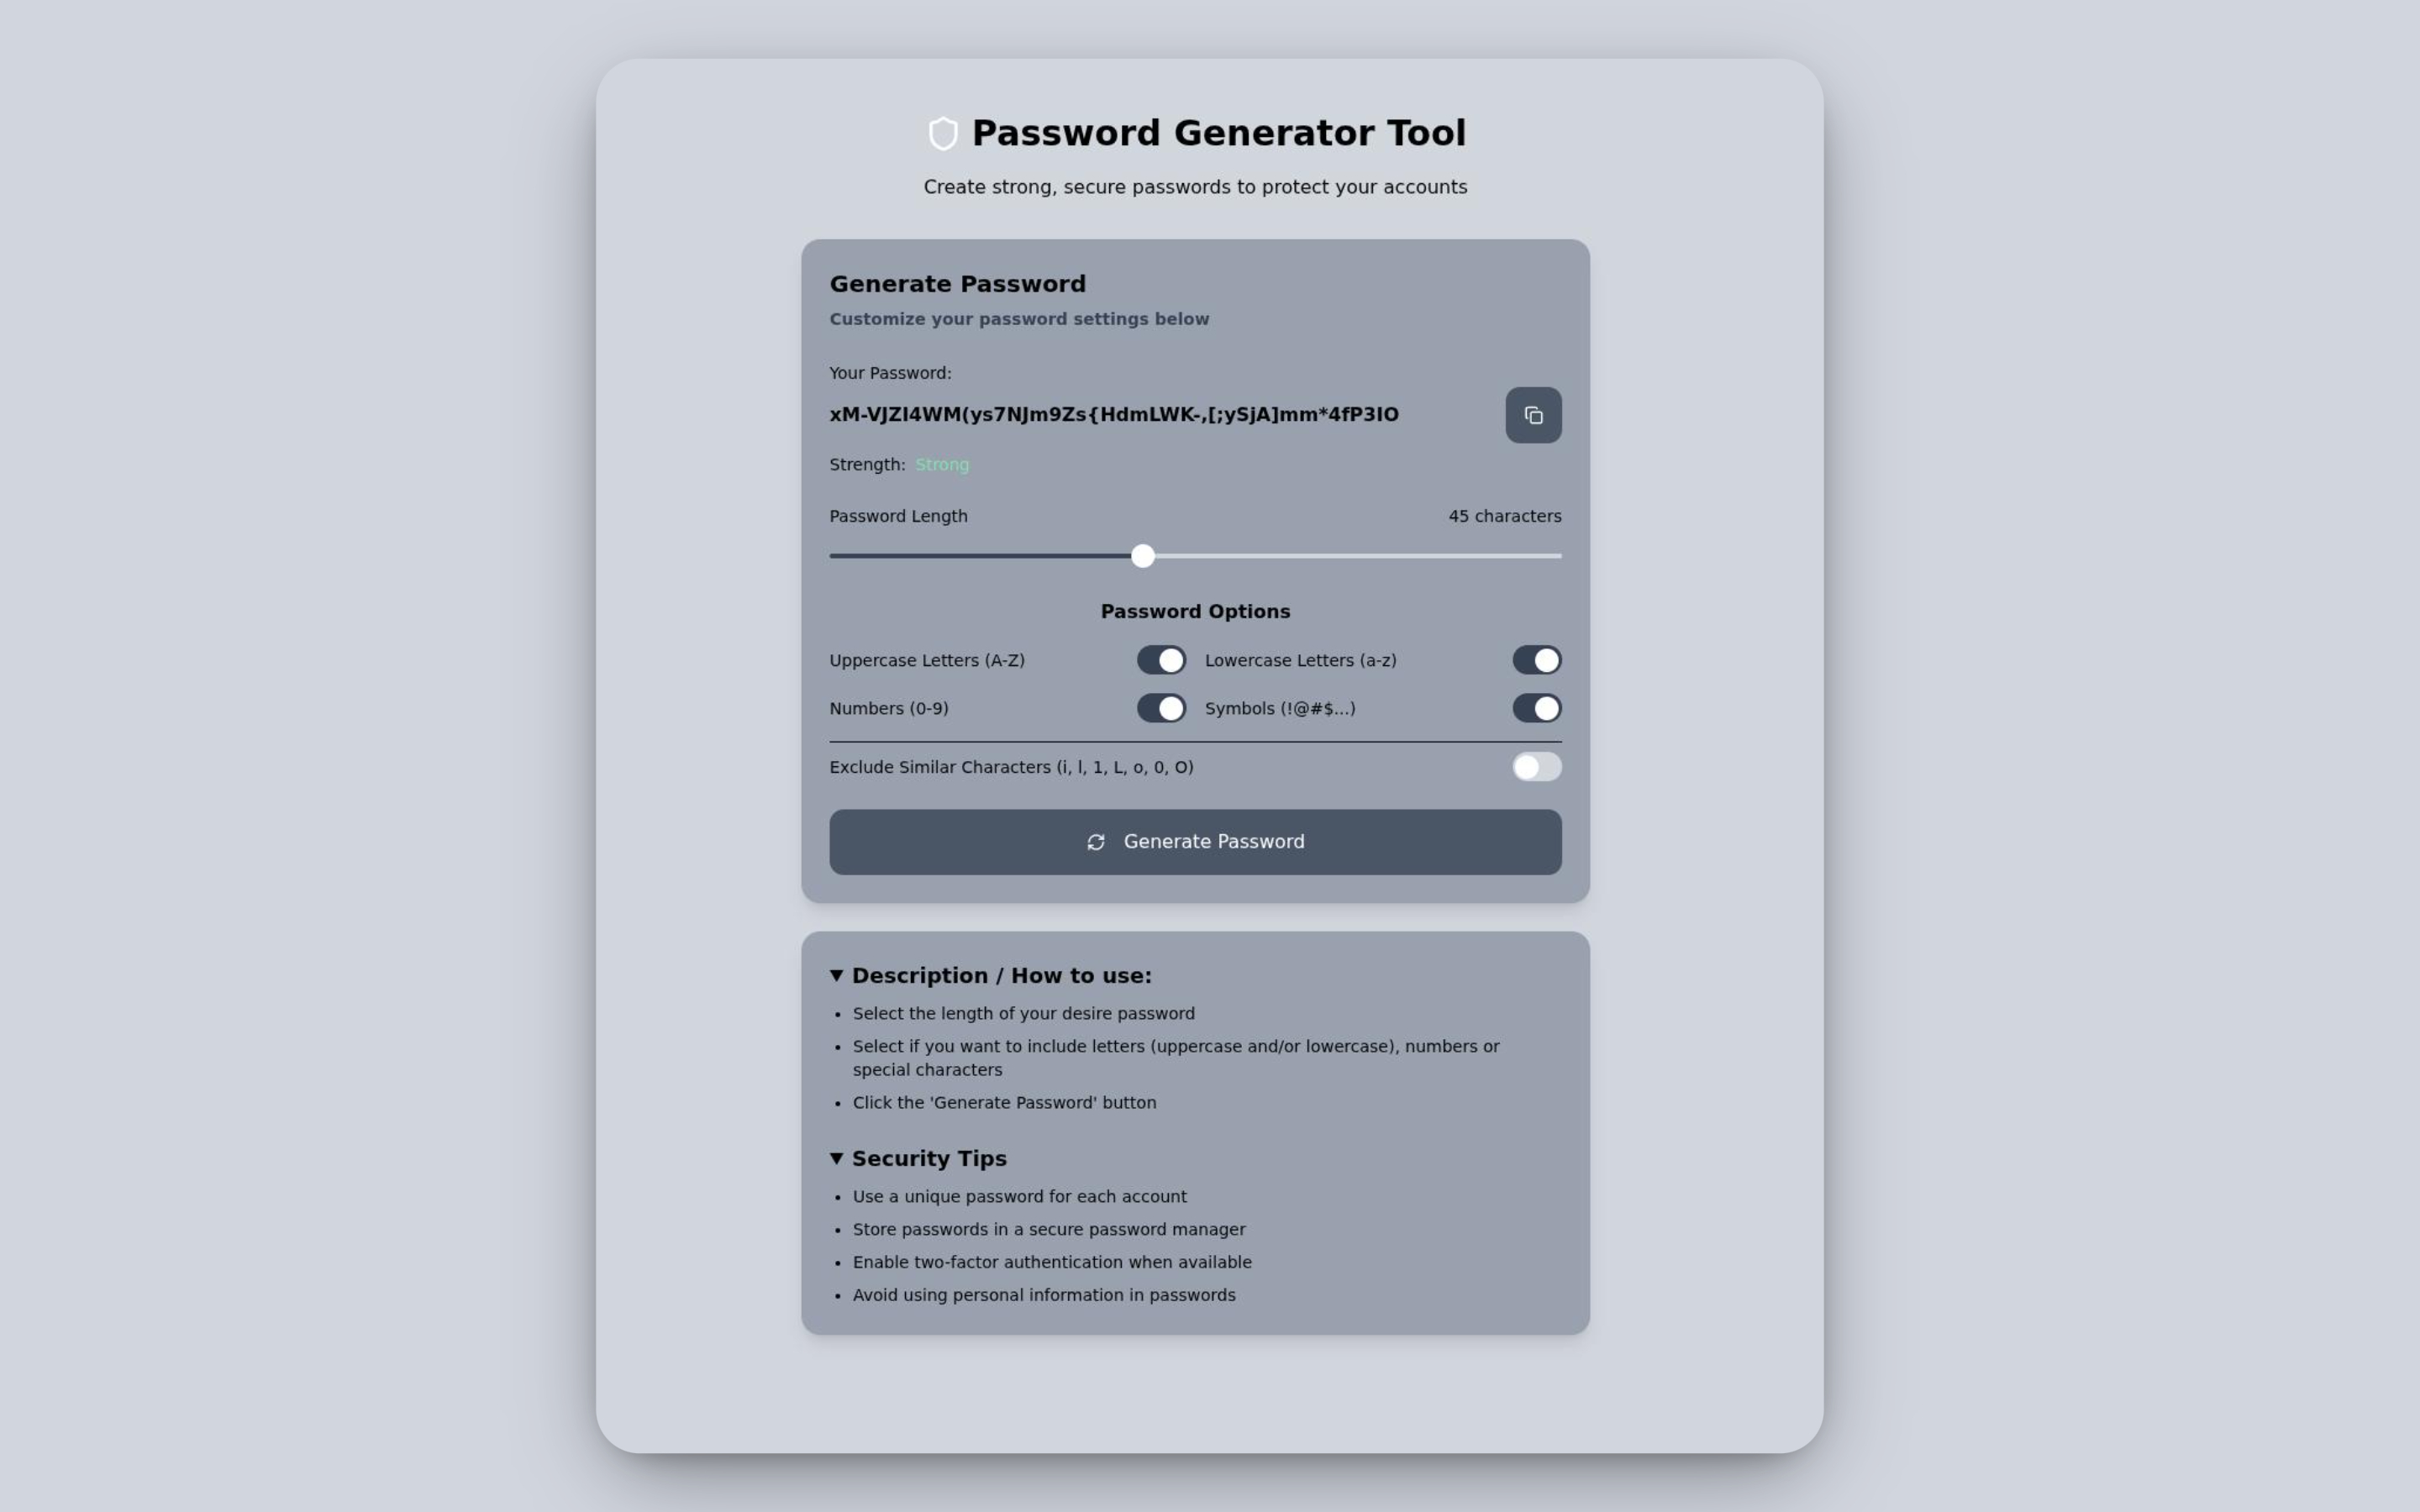 Password Generator Tool
Create strong, secure passwords to protect your accounts
Generate Password
Customize your password settings below
Your Password:
xM-VJZI4WM(ys7NJm9Zs{HdmLWK-,[;ySjA]mm*4fP3IO
Strength: Strong
Password Length 45 characters
Password Options
Uppercase Letters (A-Z) Lowercase Letters (a-z)
Numbers (0-9) Symbols (!@#$...)
Exclude Similar Characters (i, l, 1, L, o, 0, O)
Generate Password
Description / How to use:
• Select the length of your desire password
• Select if you want to include letters (uppercase and/or lowercase), numbers or
special characters
• Click the 'Generate Password' button
Security Tips
• Use a unique password for each account
• Store passwords in a secure password manager
• Enable two-factor authentication when available
• Avoid using personal information in passwords